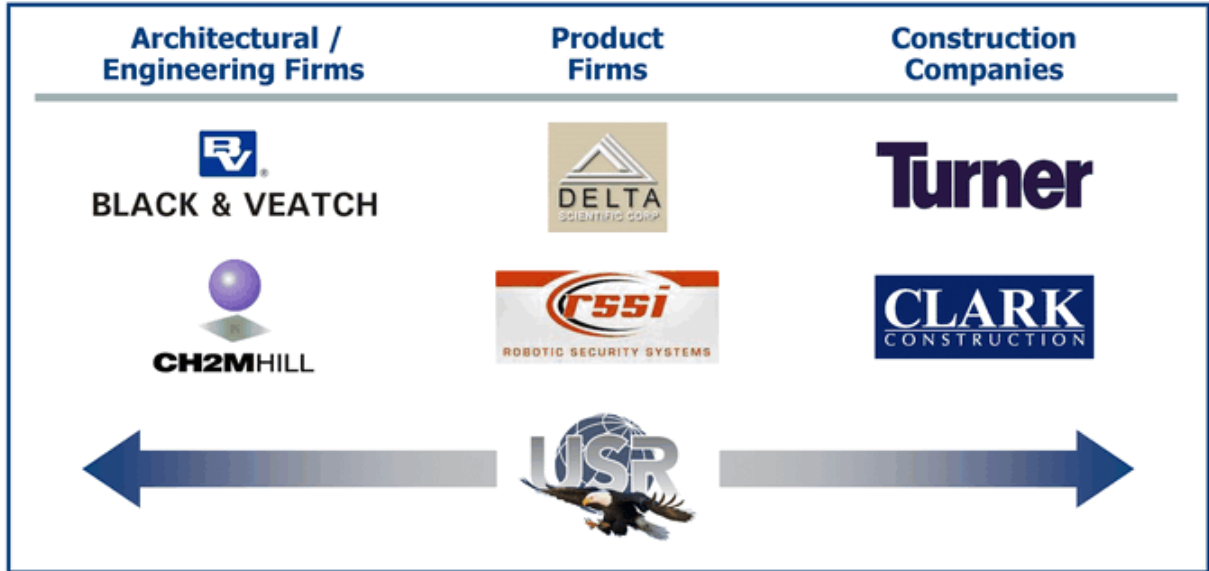 Architectural /
Engineering Firms
Product
Firms
Construction
Companies
BV®
BLACK & VEATCH
DELTA
SCIENTIFIC CORP
Turner
CH2MHILL
rssi
ROBOTIC SECURITY SYSTEMS
CLARK
CONSTRUCTION
USR